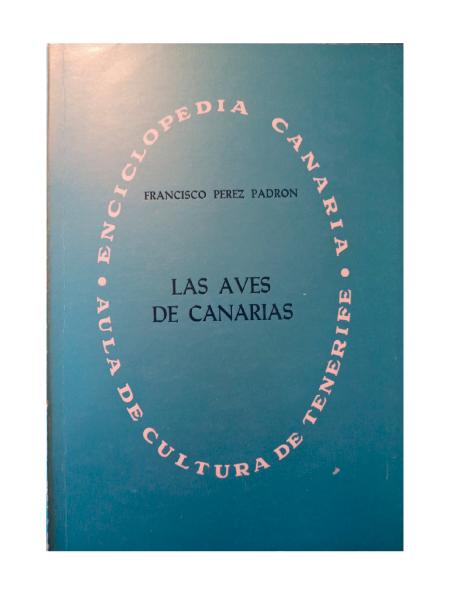 ENCICLOPEDIA CANARIA •
AULA DE CULTURA DE TENERIFE •
FRANCISCO PEREZ PADRON
LAS AVES
DE CANARIAS